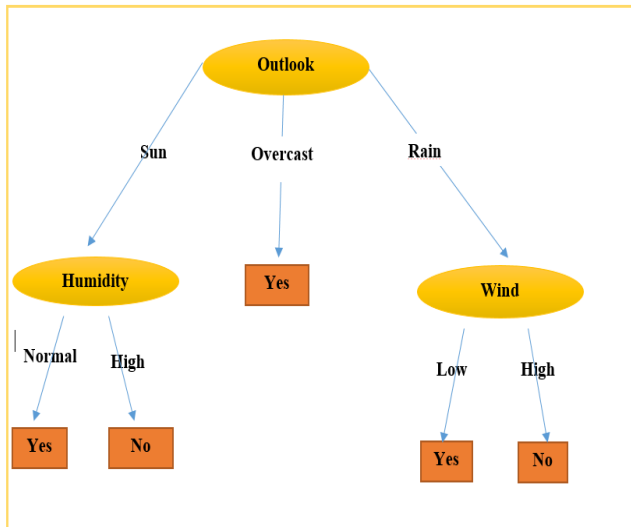 Outlook
Sun
Overcast
Rain
Humidity
Yes
Wind
Normal
High
Low
High
Yes
No
Yes
No